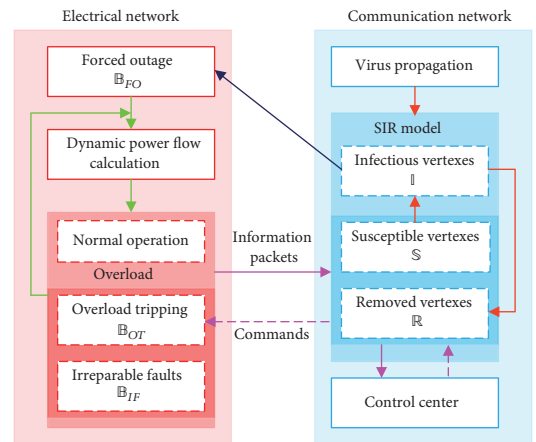 Electrical network
Forced outage
𝔹FO
Dynamic power flow
calculation
Normal operation
Overload
Overload tripping
𝔹OT
Irreparable faults
𝔹IF
Information
packets
Commands
Communication network
Virus propagation
SIR model
Infectious vertexes
𝕀
Susceptible vertexes
𝕊
Removed vertexes
ℝ
Control center